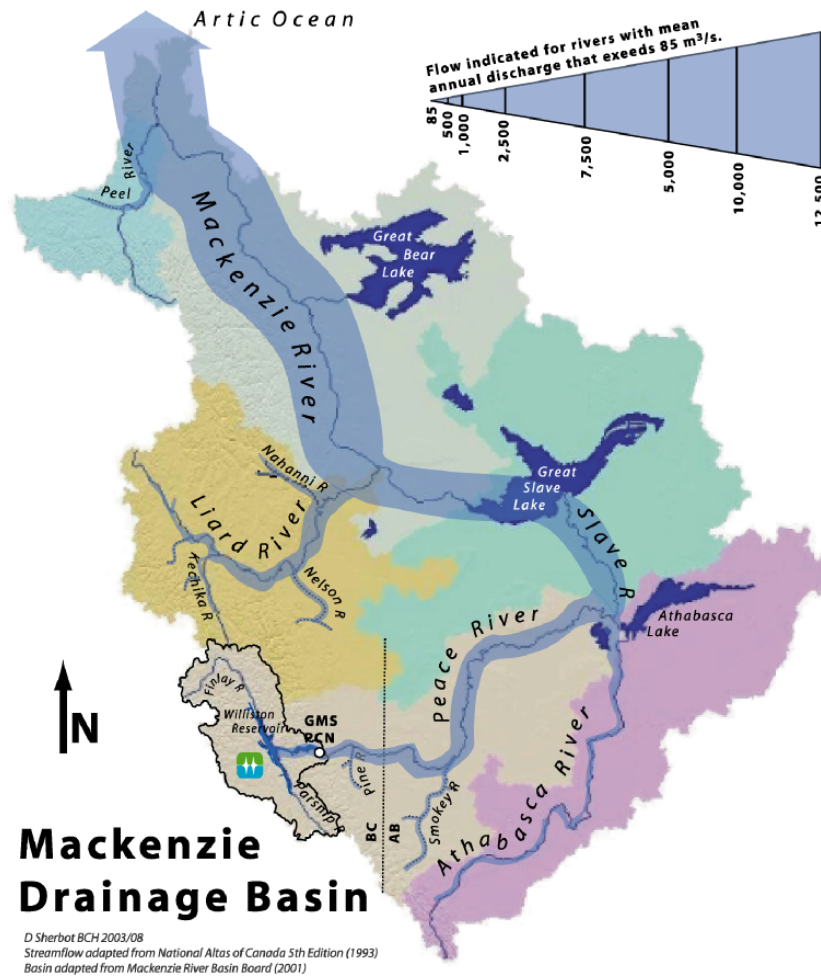 Artic Ocean
Flow indicated for rivers with mean
annual discharge that exceeds 85 m³/s.
85
500
1,000
2,500
7,500
5,000
10,000
12,500
Peel River
Mackenzie River
Great
Bear
Lake
Nahanni R
Liard River
Great
Slave
Lake
Slave R
Kechika R
Nelson R
Athabasca
Lake
Peace River
Finlay R
Williston
Reservoir
GMS
PCN
Pine R
Parsnip R
BC
AB
Smokey R
Athabasca River
N
Mackenzie
Drainage Basin
D Sherbot BCH 2003/08
Streamflow adapted from National Altas of Canada 5th Edition (1993)
Basin adapted from Mackenzie River Basin Board (2001)